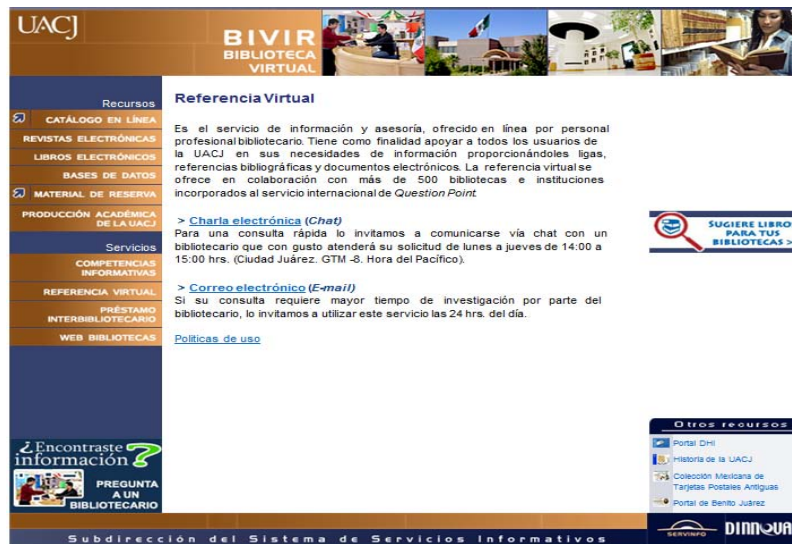 UACJ
BIVIR
BIBLIOTECA
VIRTUAL
Recursos
CATÁLOGO EN LÍNEA
REVISTAS ELECTRÓNICAS
LIBROS ELECTRÓNICOS
BASES DE DATOS
MATERIAL DE RESERVA
PRODUCCIÓN ACADÉMICA
DE LA UACJ
Servicios
COMPETENCIAS
INFORMATIVAS
REFERENCIA VIRTUAL
PRÉSTAMO
INTERBIBLIOTECARIO
WEB BIBLIOTECAS
¿Encontraste
información?
PREGUNTA
A UN
BIBLIOTECARIO
Referencia Virtual
Es el servicio de información y asesoría, ofrecido en línea por personal
profesional bibliotecario. Tiene como finalidad apoyar a todos los usuarios de
la UACJ en sus necesidades de información proporcionándoles ligas,
referencias bibliográficas y documentos electrónicos. La referencia virtual se
ofrece en colaboración con más de 500 bibliotecas e instituciones
incorporados al servicio internacional de Question Point.
> Charla electrónica (Chat)
Para una consulta rápida lo invitamos a comunicarse vía chat con un
bibliotecario que con gusto atenderá su solicitud de lunes a jueves de 14:00 a
15:00 hrs. (Ciudad Juárez. GTM -8. Hora del Pacífico).
> Correo electrónico (E-mail)
Si su consulta requiere mayor tiempo de investigación por parte del
bibliotecario, lo invitamos a utilizar este servicio las 24 hrs. del día.
Politicas de uso
SUGIERE LIBROS
PARA TUS
BIBLIOTECAS >
Otros recursos
Portal DHI
Historia de la UACJ
Colección Mexicana de
Tarjetas Postales Antiguas
Portal de Benito Juárez
SERVINFO
Subdirección del Sistema de Servicios Informativos